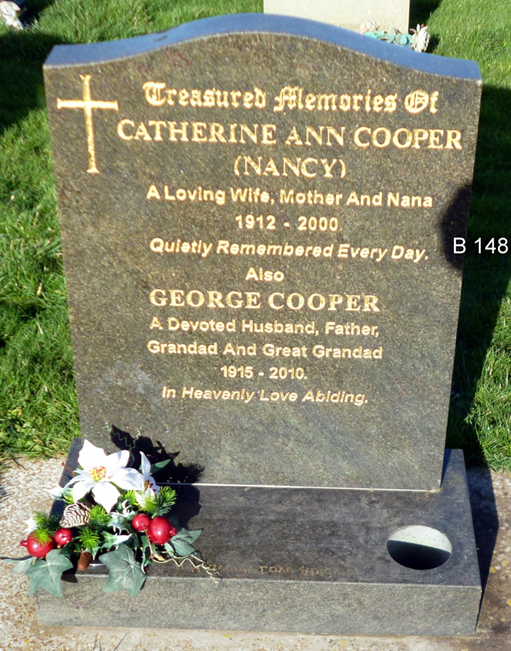 Treasured Memories Of
CATHERINE ANN COOPER
(NANCY)
A Loving Wife, Mother And Nana
1912 - 2000.
Quietly Remembered Every Day.
B 148
Also
GEORGE COOPER
A Devoted Husband, Father,
Grandad And Great Grandad
1915 - 2010.
In Heavenly Love Abiding.